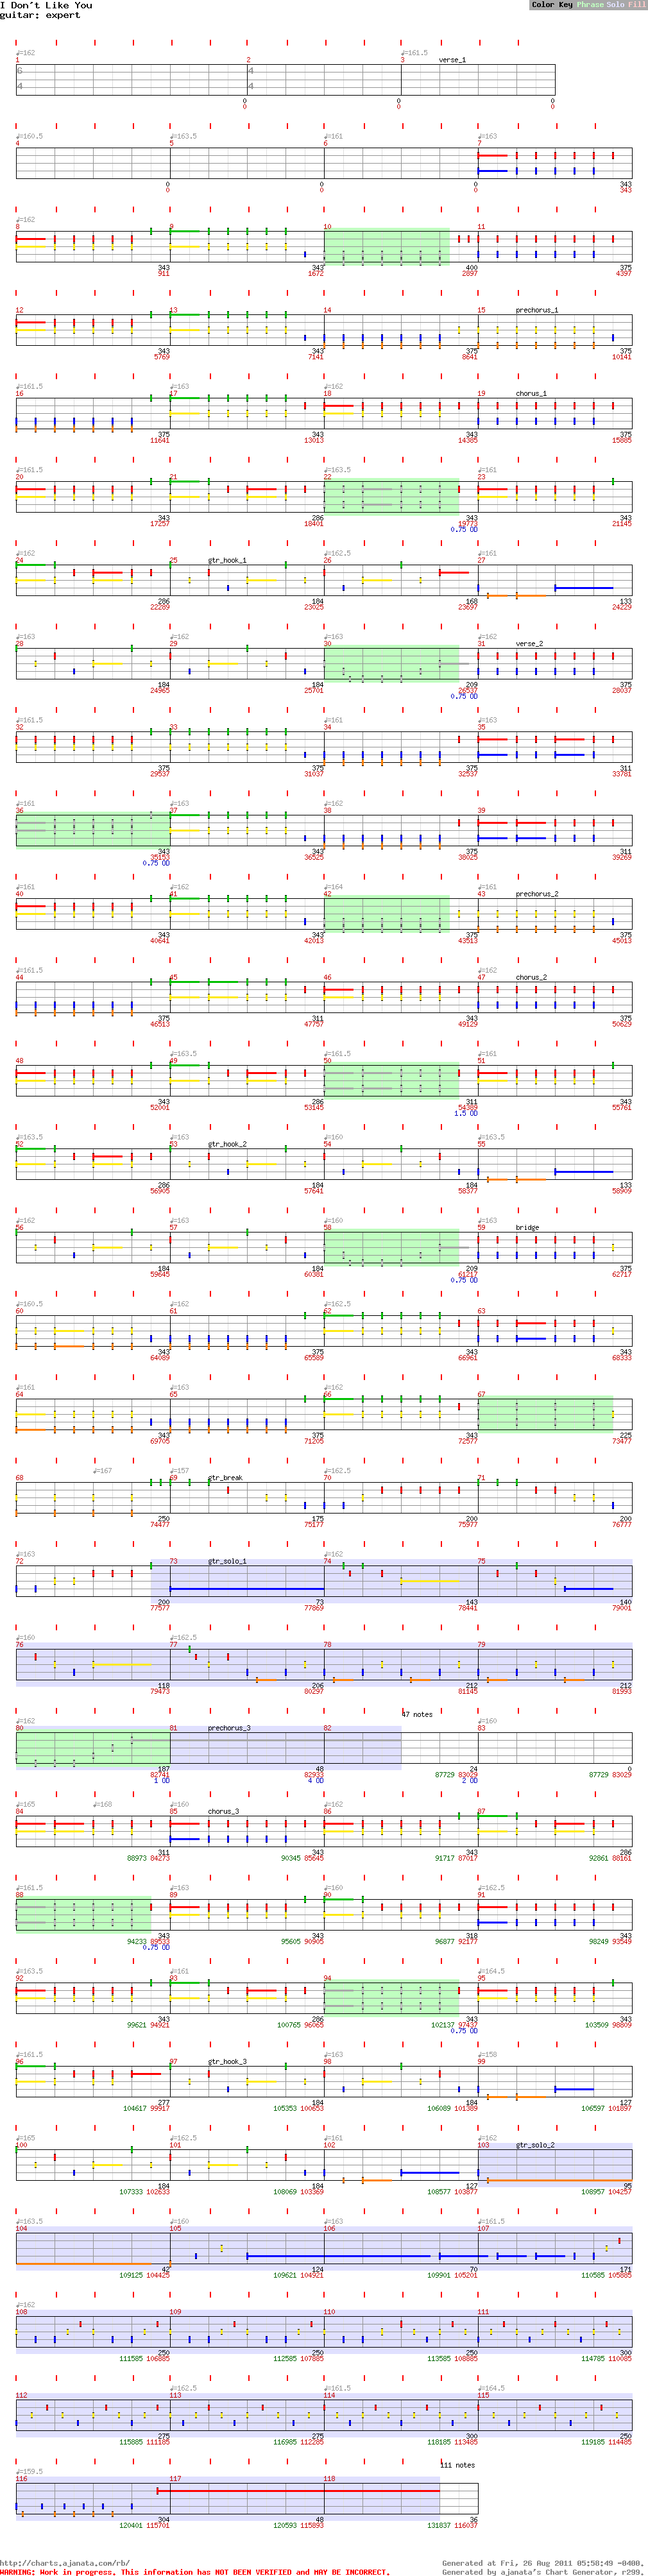 I Don't Like You
guitar: expert
Color Key Phrase Solo Fill
♩=162 ♩=161.5
1 2 3 verse_1
6 4
4 4
0 0 0
0 0 0
♩=160.5 ♩=163.5 ♩=161 ♩=163
4 5 6 7
0 0 0 343
0 0 0 343
♩=162
8 9 10 11
343 343 400 375
911 1672 2897 4397
12 13 14 15 prechorus_1
343 343 375 375
5769 7141 8641 10141
♩=161.5 ♩=163 ♩=162
16 17 18 19 chorus_1
375 343 343 375
11641 13013 14385 15885
♩=161.5 ♩=163.5 ♩=161
20 21 22 23
343 286 343 343
17257 18401 19773 21145
0.75 OD
♩=162 ♩=162.5 ♩=161
24 25 gtr_hook_1 26 27
286 184 168 133
22289 23025 23697 24229
♩=163 ♩=162 ♩=163 ♩=162
28 29 30 31 verse_2
184 184 209 375
24965 25701 26537 28037
0.75 OD
♩=161.5 ♩=161 ♩=163
32 33 34 35
375 375 375 311
29537 31037 32537 33781
♩=161 ♩=163 ♩=162
36 37 38 39
343 343 375 311
35153 36525 38025 39269
0.75 OD
♩=161 ♩=162 ♩=164 ♩=161
40 41 42 43 prechorus_2
343 343 375 375
40641 42013 43513 45013
♩=161.5 ♩=162
44 45 46 47 chorus_2
375 311 343 375
46513 47757 49129 50629
♩=163.5 ♩=161.5 ♩=161
48 49 50 51
343 286 311 343
52001 53145 54389 55761
1.5 OD
♩=163.5 ♩=163 ♩=160 ♩=163.5
52 53 gtr_hook_2 54 55
286 184 184 133
56905 57641 58377 58909
♩=162 ♩=163 ♩=160 ♩=163
56 57 58 59 bridge
184 184 209 375
59645 60381 61217 62717
0.75 OD
♩=160.5 ♩=162 ♩=162.5
60 61 62 63
343 375 343 343
64089 65589 66961 68333
♩=161 ♩=163 ♩=162
64 65 66 67
343 375 343 225
69705 71205 72577 73477
♩=167 ♩=157 ♩=162.5
68 69 gtr_break 70 71
250 175 200 200
74477 75177 75977 76777
♩=163 ♩=162
72 73 gtr_solo_1 74 75
200 73 143 140
77577 77869 78441 79001
♩=160 ♩=162.5
76 77 78 79
118 206 212 212
79473 80297 81145 81993
47 notes
♩=162 ♩=160
80 81 prechorus_3 82 83
187 48 24 0
82741 82933 87729 83029 87729 83029
1 OD 4 OD 2 OD
♩=165 ♩=168 ♩=160 ♩=162
84 85 chorus_3 86 87
311 343 343 286
88973 84273 90345 85645 91717 87017 92861 88161
♩=161.5 ♩=163 ♩=160 ♩=162.5
88 89 90 91
343 343 318 343
94233 89533 95605 90905 96877 92177 98249 93549
0.75 OD
♩=163.5 ♩=161 ♩=164.5
92 93 94 95
343 286 343 343
99621 94921 100765 96065 102137 97437 103509 98809
0.75 OD
♩=161.5 ♩=163 ♩=158
96 97 gtr_hook_3 98 99
277 184 184 127
104617 99917 105353 100653 106089 101389 106597 101897
♩=165 ♩=162.5 ♩=161 ♩=162
100 101 102 103 gtr_solo_2
184 184 127 95
107333 102633 108069 103369 108577 103877 108957 104257
♩=163.5 ♩=160 ♩=161.5
104 105 106 107
42 124 70 171
109125 104425 109621 104921 109901 105201 110585 105885
♩=162
108 109 110 111
250 250 250 300
111585 106885 112585 107885 113585 108885 114785 110085
♩=162.5 ♩=161.5 ♩=164.5
112 113 114 115
275 275 300 250
115885 111185 116985 112285 118185 113485 119185 114485
111 notes
♩=159.5
116 117 118
304 48 36
120401 115701 120593 115893 131837 116037
http://charts.ajanata.com/rb/ Generated at Fri, 26 Aug 2011 05:58:49 -0400.
WARNING: Work in progress. This information has NOT BEEN VERIFIED and MAY BE INCORRECT. Generated by ajanata's Chart Generator, r299.